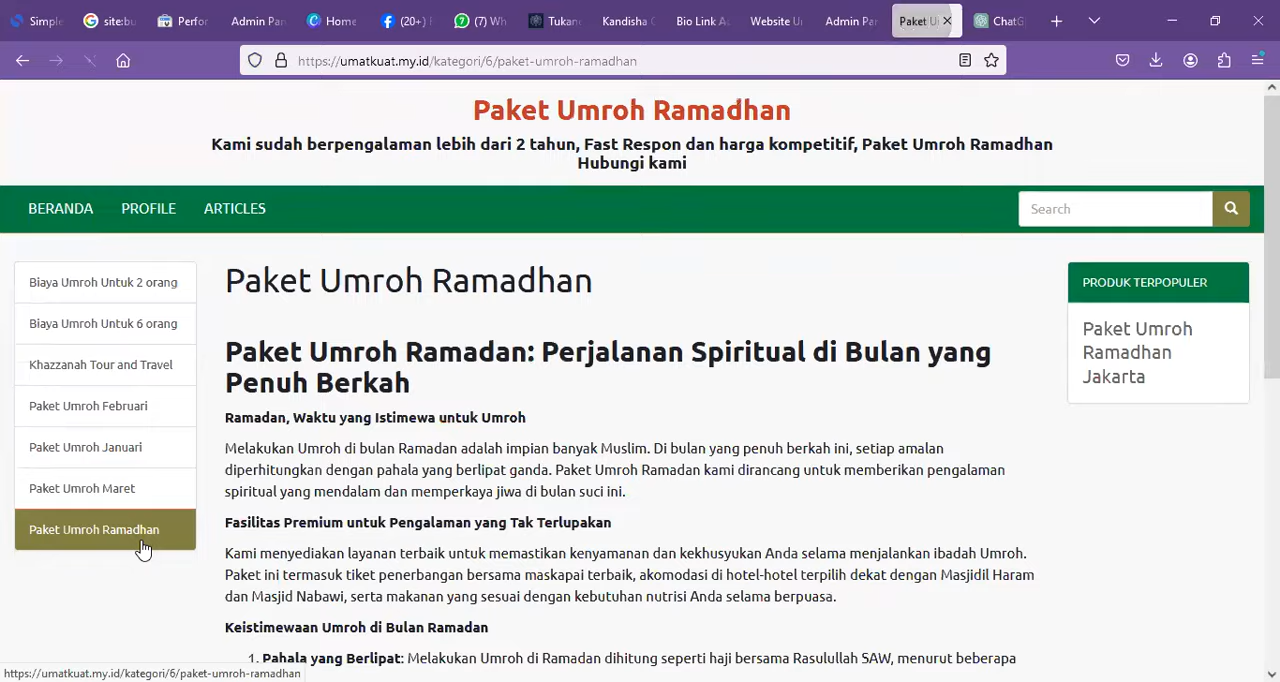 Simple
site:bu
Perfor
Admin Pan
Home
(20+)
(7) Wh
Tukan
Kandisha
Bio Link A
Website U
Admin Pan
Paket U
ChatG
https://umatkuat.my.id/kategori/6/paket-umroh-ramadhan
Paket Umroh Ramadhan
Kami sudah berpengalaman lebih dari 2 tahun, Fast Respon dan harga kompetitif, Paket Umroh Ramadhan
Hubungi kami
BERANDA PROFILE ARTICLES
Search
Biaya Umroh Untuk 2 orang
Biaya Umroh Untuk 6 orang
Khazzanah Tour and Travel
Paket Umroh Februari
Paket Umroh Januari
Paket Umroh Maret
Paket Umroh Ramadhan
Paket Umroh Ramadhan
Paket Umroh Ramadan: Perjalanan Spiritual di Bulan yang
Penuh Berkah
Ramadan, Waktu yang Istimewa untuk Umroh
Melakukan Umroh di bulan Ramadan adalah impian banyak Muslim. Di bulan yang penuh berkah ini, setiap amalan
diperhitungkan dengan pahala yang berlipat ganda. Paket Umroh Ramadan kami dirancang untuk memberikan pengalaman
spiritual yang mendalam dan memperkaya jiwa di bulan suci ini.
Fasilitas Premium untuk Pengalaman yang Tak Terlupakan
Kami menyediakan layanan terbaik untuk memastikan kenyamanan dan kekhusyukan Anda selama menjalankan ibadah Umroh.
Paket ini termasuk tiket penerbangan bersama maskapai terbaik, akomodasi di hotel-hotel terpilih dekat dengan Masjidil Haram
dan Masjid Nabawi, serta makanan yang sesuai dengan kebutuhan nutrisi Anda selama berpuasa.
Keistimewaan Umroh di Bulan Ramadan
1. Pahala yang Berlipat: Melakukan Umroh di Ramadan dihitung seperti haji bersama Rasulullah SAW, menurut beberapa
PRODUK TERPOPULER
Paket Umroh
Ramadhan
Jakarta
https://umatkuat.my.id/kategori/6/paket-umroh-ramadhan